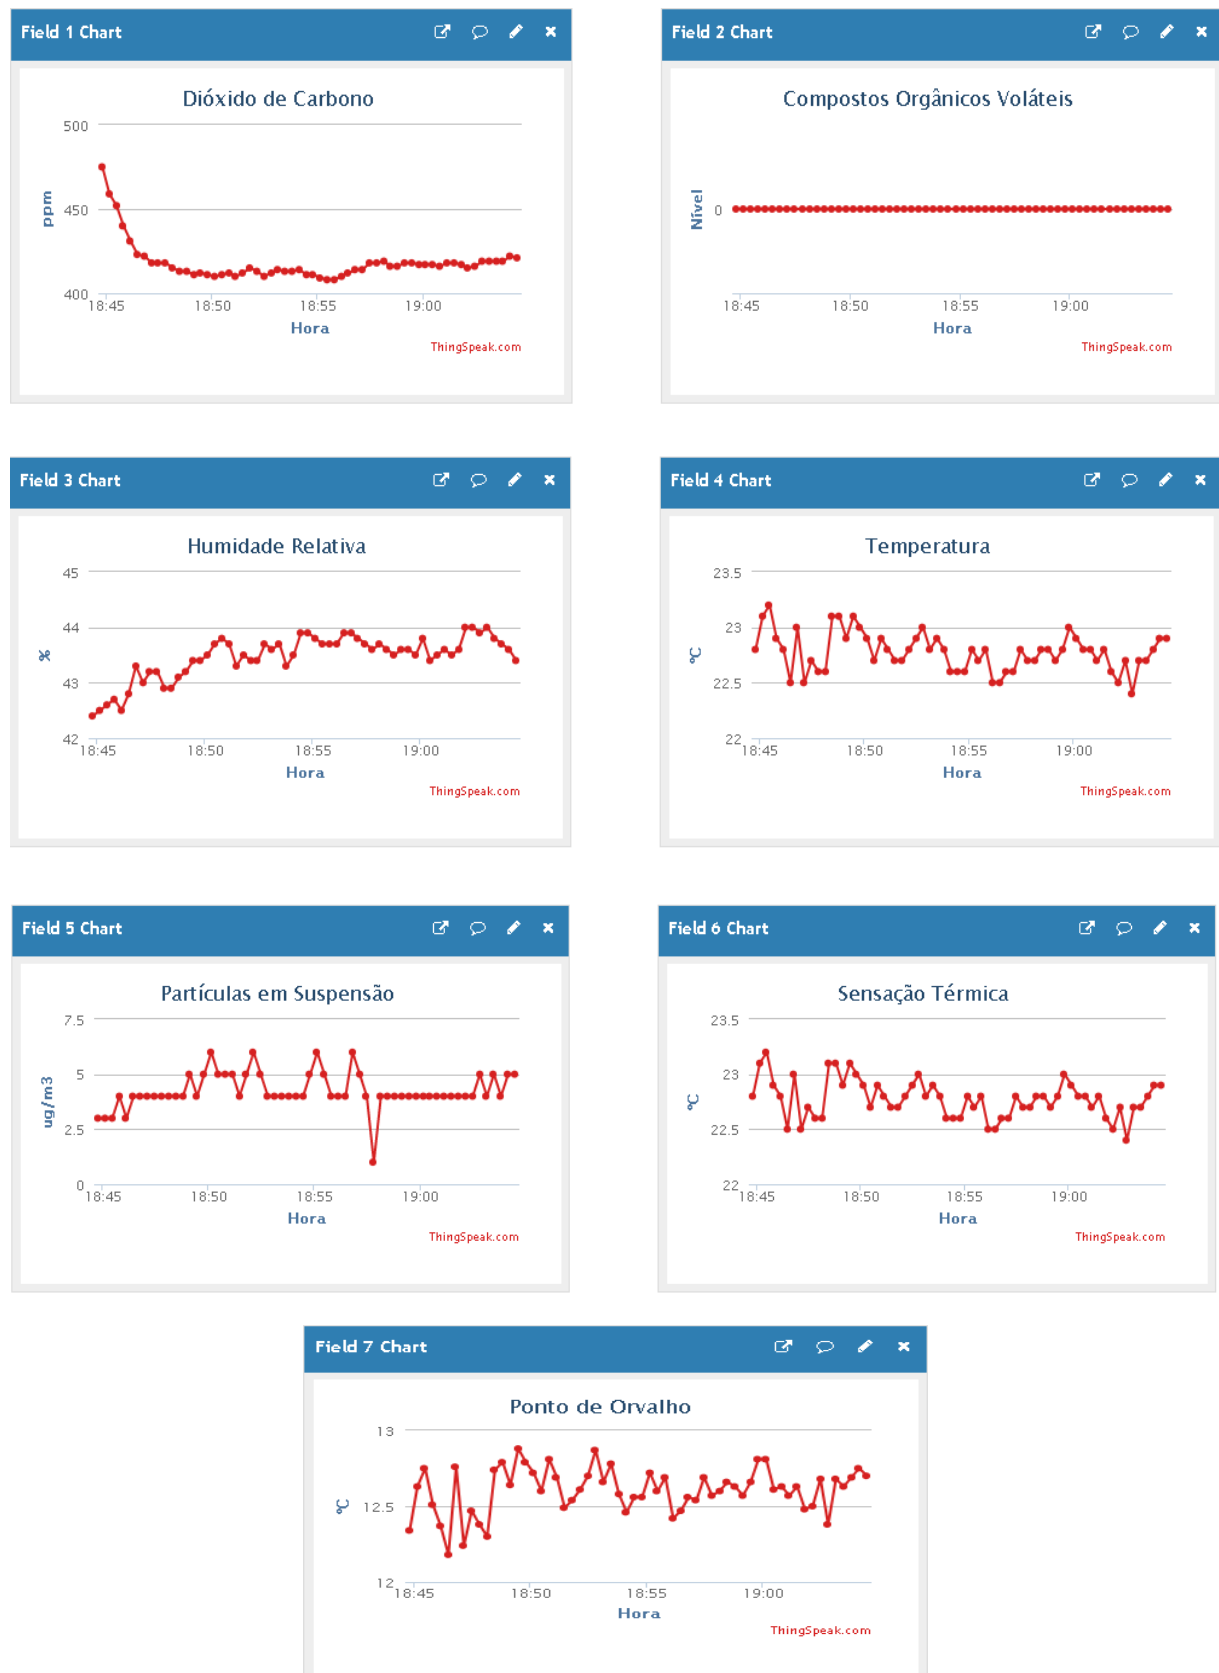 Field 1 Chart
Dióxido de Carbono
500
450
400
ppm
18:45 18:50 18:55 19:00
Hora
ThingSpeak.com
Field 2 Chart
Compostos Orgânicos Voláteis
0
Nível
18:45 18:50 18:55 19:00
Hora
ThingSpeak.com
Field 3 Chart
Humidade Relativa
45
44
43
42
%
18:45 18:50 18:55 19:00
Hora
ThingSpeak.com
Field 4 Chart
Temperatura
23.5
23
22.5
22
ºC
18:45 18:50 18:55 19:00
Hora
ThingSpeak.com
Field 5 Chart
Partículas em Suspensão
7.5
5
2.5
0
ug/m3
18:45 18:50 18:55 19:00
Hora
ThingSpeak.com
Field 6 Chart
Sensação Térmica
23.5
23
22.5
22
ºC
18:45 18:50 18:55 19:00
Hora
ThingSpeak.com
Field 7 Chart
Ponto de Orvalho
13
12.5
12
ºC
18:45 18:50 18:55 19:00
Hora
ThingSpeak.com